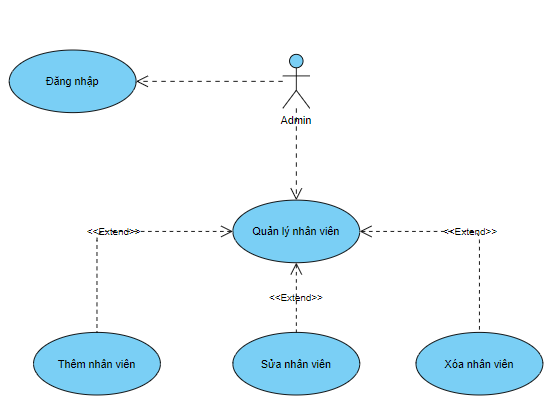 Đăng nhập
Admin
Quản lý nhân viên
<<Extend>>
<<Extend>>
<<Extend>>
Thêm nhân viên
Sửa nhân viên
Xóa nhân viên